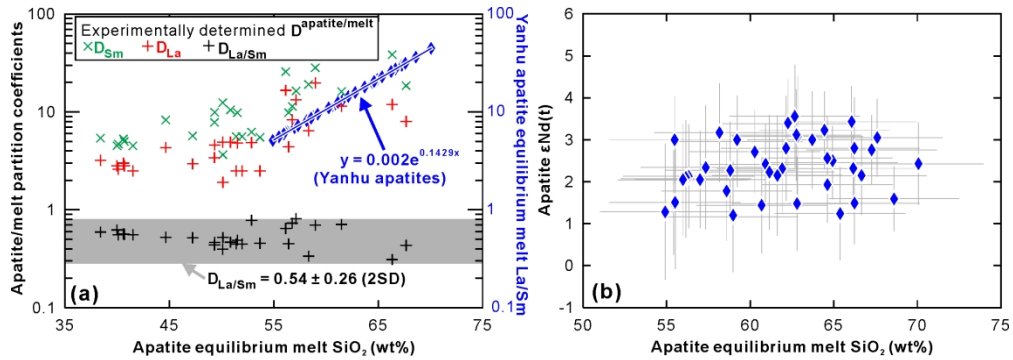 Experimentally determined D^apatite/melt
× D_Sm + D_La + D_La/Sm
Apatite/melt partition coefficients
100
10
1
0.1
100
10
1
0.1
Yanhu apatite equilibrium melt La/Sm
y = 0.002e^0.1429x
(Yanhu apatites)
D_La/Sm = 0.54 ± 0.26 (2SD)
(a)
35 45 55 65 75
Apatite equilibrium melt SiO₂ (wt%)
Apatite εNd(t)
6
5
4
3
2
1
0
-1
(b)
50 55 60 65 70 75
Apatite equilibrium melt SiO₂ (wt%)